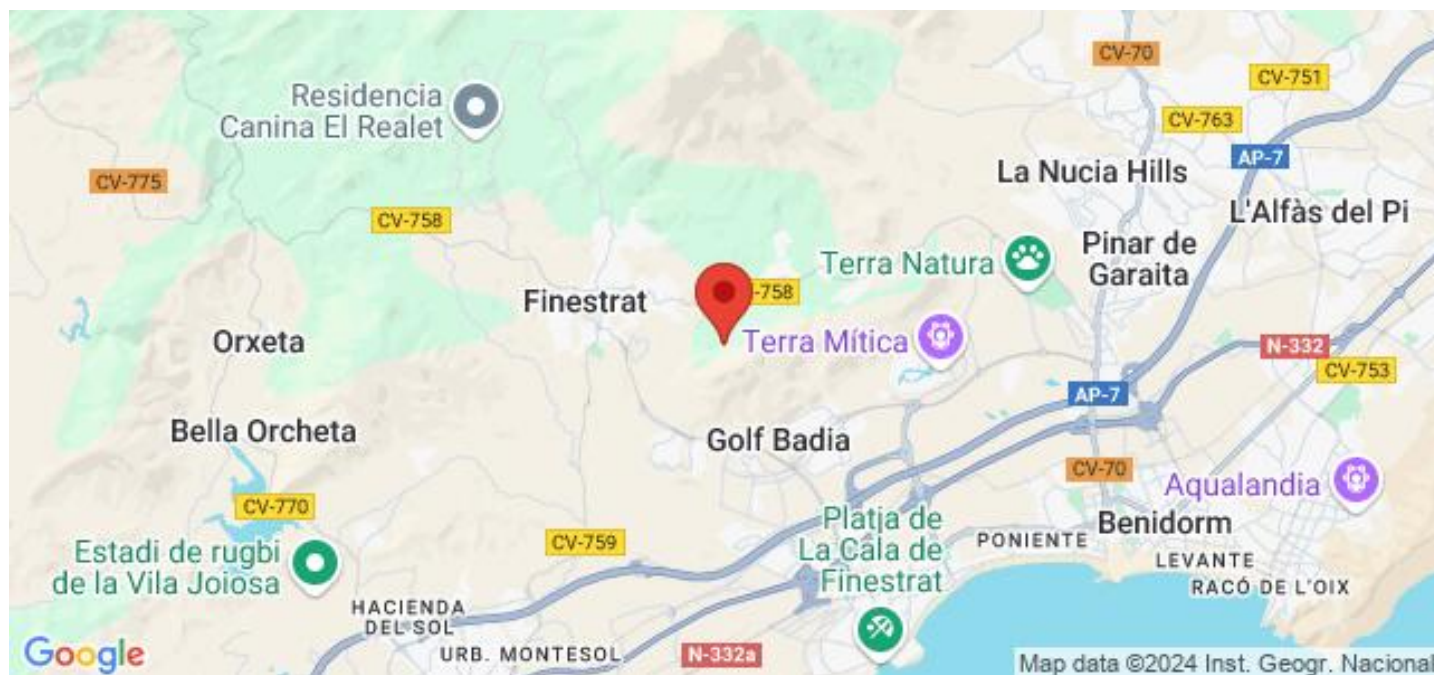 CV-70
CV-751
Residencia
Canina El Realet
CV-763
AP-7
La Nucia Hills
CV-775
CV-758
L'Alfàs del Pi
Pinar de
Garaita
Terra Natura
Finestrat
-758
Orxeta
Terra Mítica
N-332
CV-753
AP-7
Bella Orcheta
Golf Badia
CV-70
Aqualandia
CV-770
Platja de
La Cala de
Finestrat
Benidorm
PONIENTE
CV-759
LEVANTE
RACÓ DE L'OIX
Estadi de rugbi
de la Vila Joiosa
HACIENDA
DEL SOL
URB. MONTESOL
N-332a
Google
Map data ©2024 Inst. Geogr. Nacional